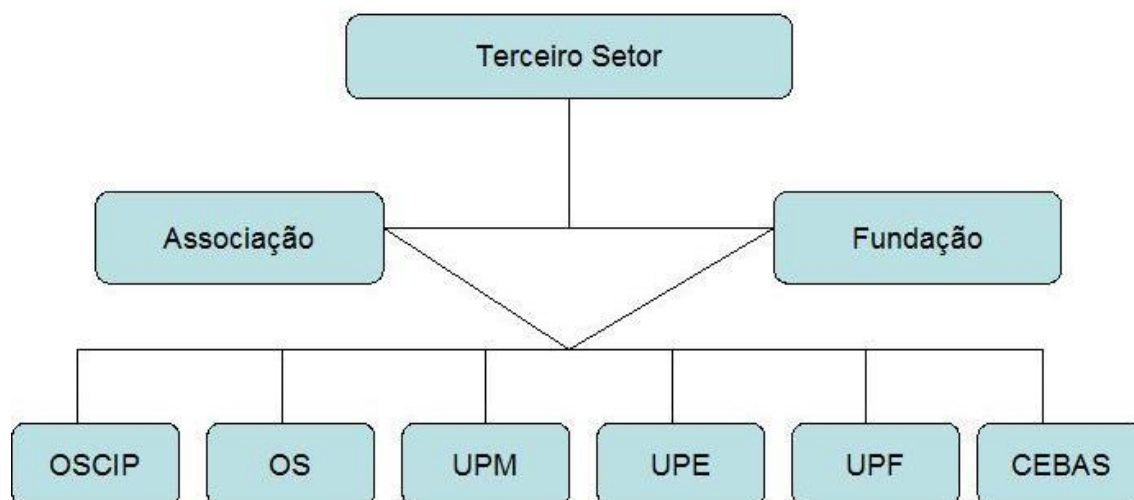 Terceiro Setor
Associação
Fundação
OSCIP
OS
UPM
UPE
UPF
CEBAS